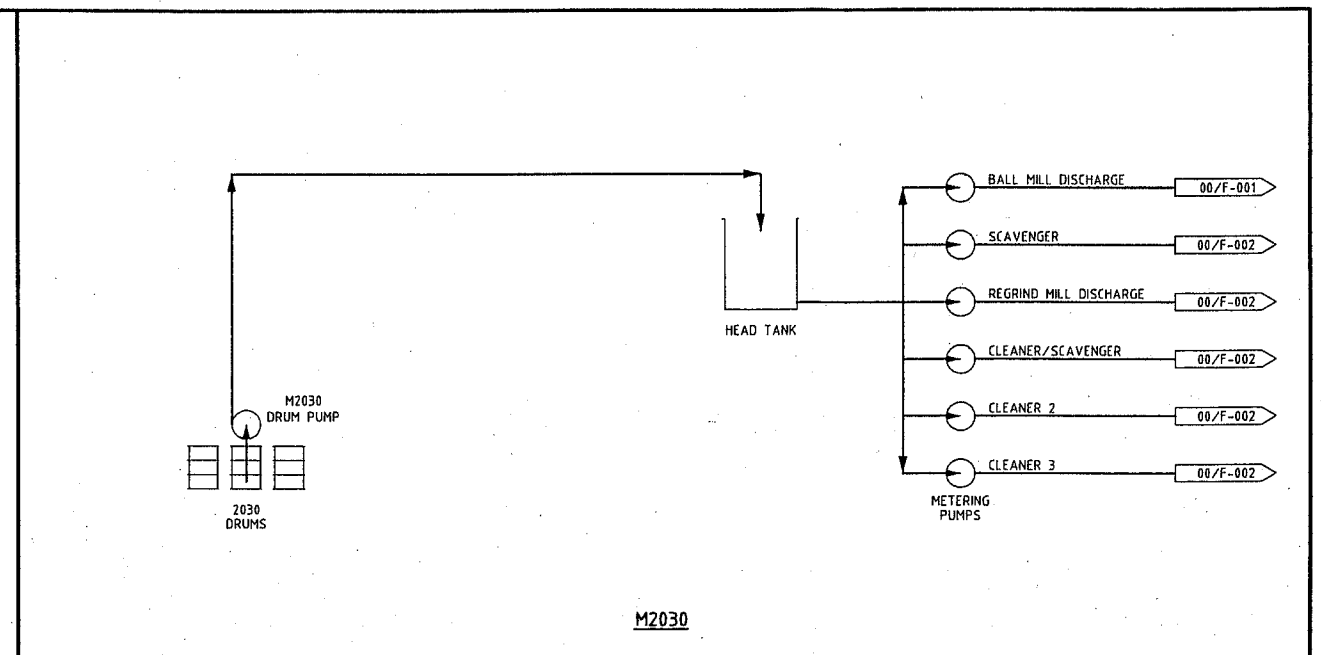 BALL MILL DISCHARGE
00/F-001
SCAVENGER
00/F-002
REGRIND MILL DISCHARGE
00/F-002
HEAD TANK
CLEANER/SCAVENGER
00/F-002
M2030
DRUM PUMP
CLEANER 2
00/F-002
CLEANER 3
00/F-002
METERING
PUMPS
2030
DRUMS
M2030